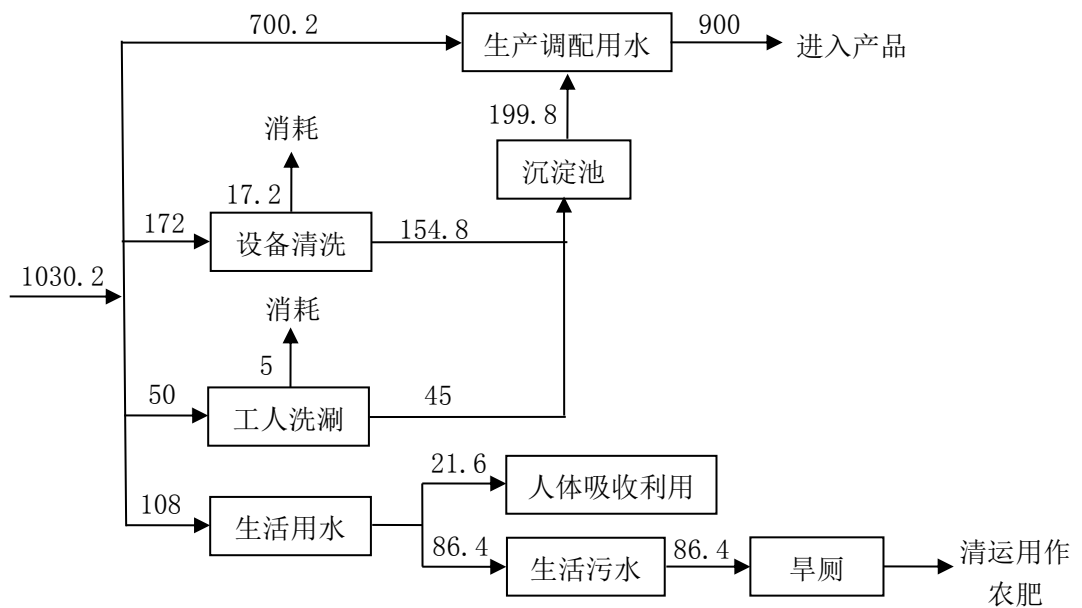 700.2
生产调配用水
900
进入产品
199.8
消耗
沉淀池
17.2
172
设备清洗
154.8
1030.2
消耗
5
50
工人洗涮
45
21.6
人体吸收利用
108
生活用水
86.4
生活污水
86.4
旱厕
清运用作
农肥